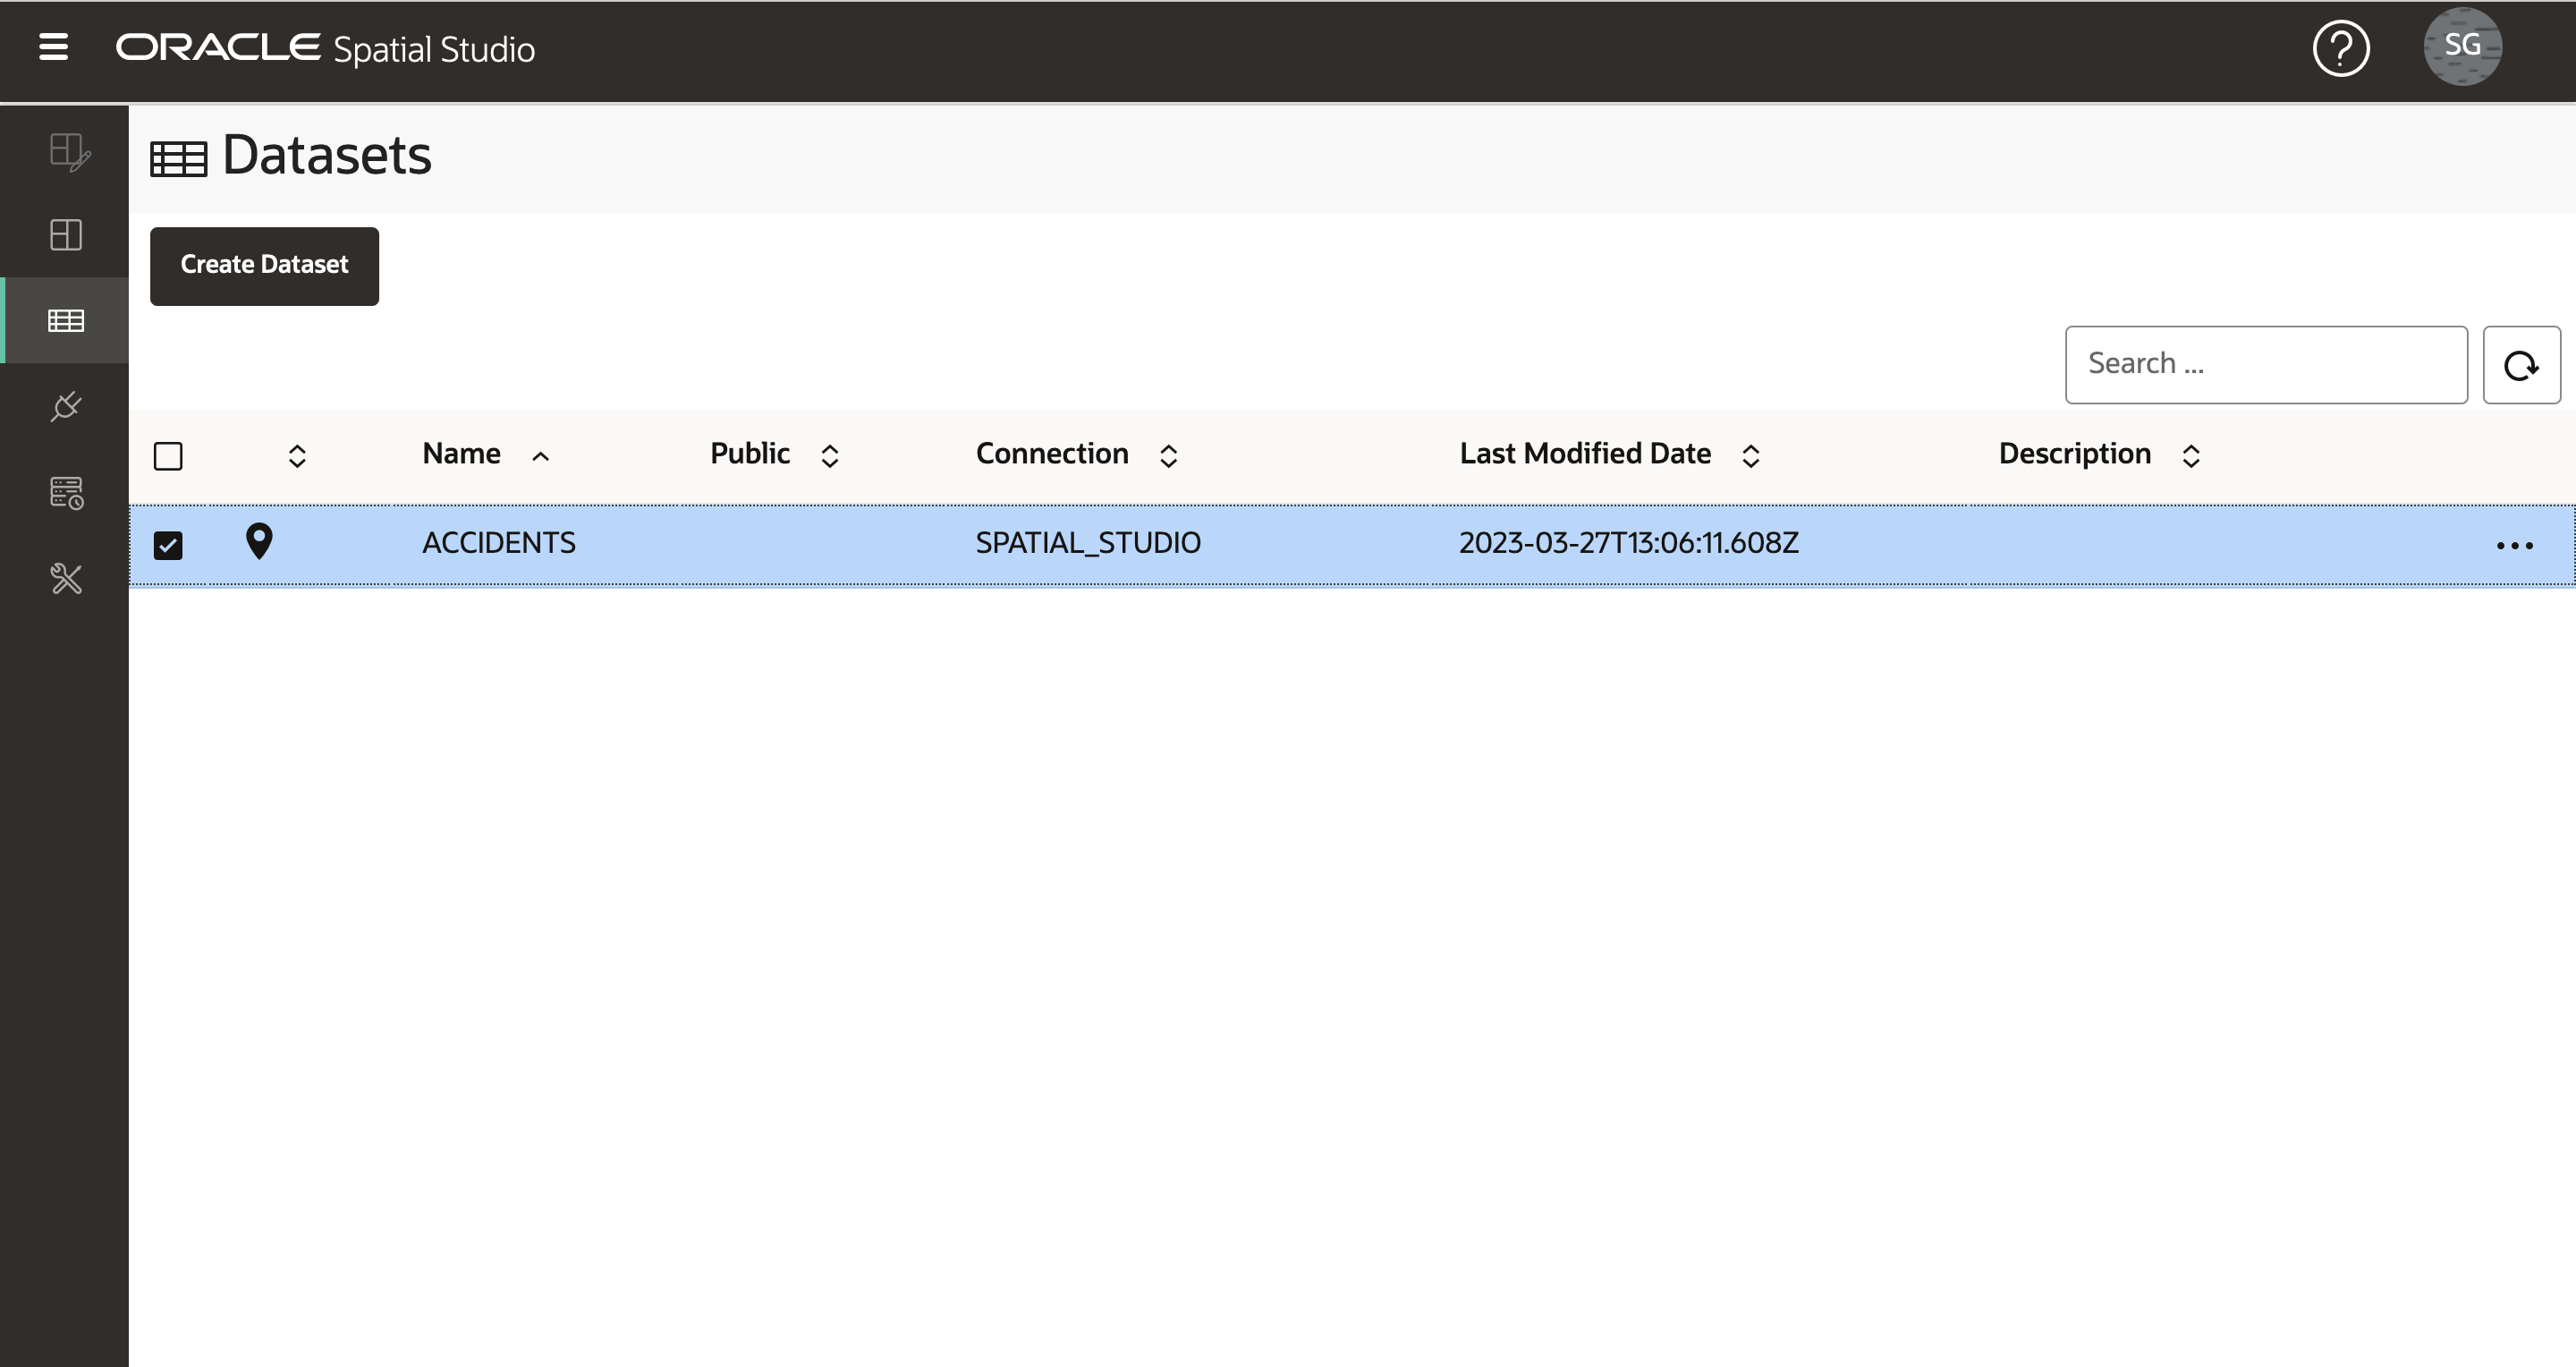 ORACLE Spatial Studio
SG
Datasets
Create Dataset
Search ...
Name Public Connection Last Modified Date Description
ACCIDENTS SPATIAL_STUDIO 2023-03-27T13:06:11.608Z